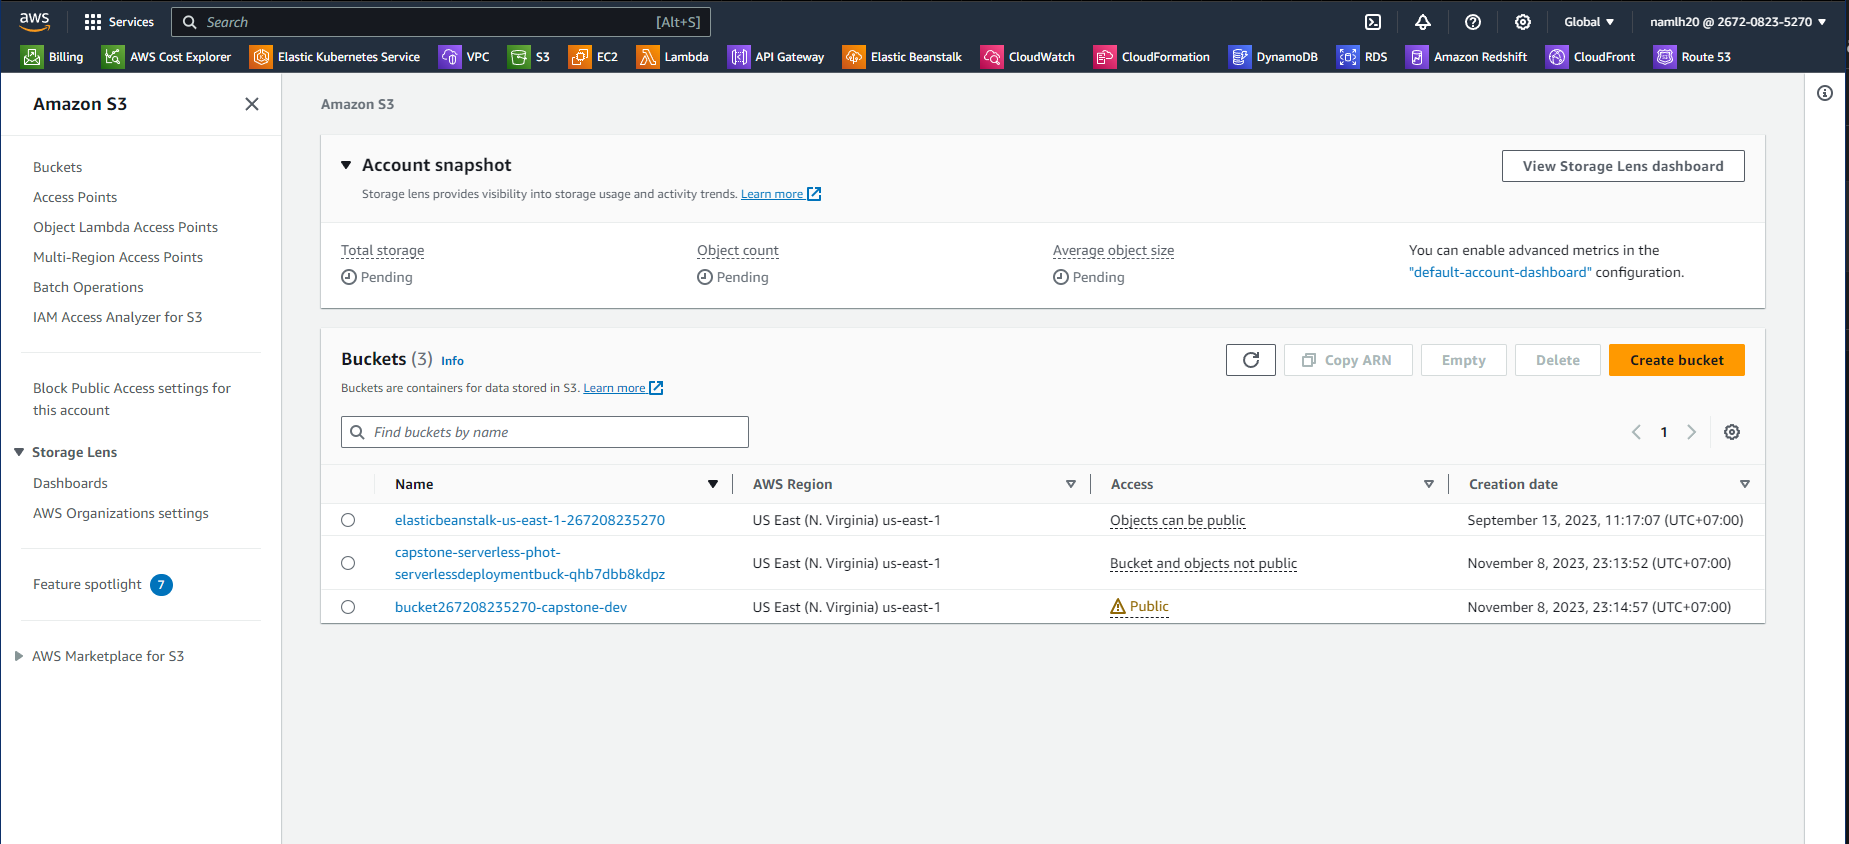 aws
Services
Search [Alt+S]
Global
namlh20 @ 2672-0823-5270
Billing
AWS Cost Explorer
Elastic Kubernetes Service
VPC
S3
EC2
Lambda
API Gateway
Elastic Beanstalk
CloudWatch
CloudFormation
DynamoDB
RDS
Amazon Redshift
CloudFront
Route 53
Amazon S3
Buckets
Access Points
Object Lambda Access Points
Multi-Region Access Points
Batch Operations
IAM Access Analyzer for S3
Block Public Access settings for
this account
Storage Lens
Dashboards
AWS Organizations settings
Feature spotlight 7
AWS Marketplace for S3
Amazon S3
Account snapshot
View Storage Lens dashboard
Storage lens provides visibility into storage usage and activity trends. Learn more
Total storage
Pending
Object count
Pending
Average object size
Pending
You can enable advanced metrics in the
"default-account-dashboard" configuration.
Buckets (3) Info
Copy ARN
Empty
Delete
Create bucket
Buckets are containers for data stored in S3. Learn more
Find buckets by name
1
Name
AWS Region
Access
Creation date
elasticbeanstalk-us-east-1-267208235270
US East (N. Virginia) us-east-1
Objects can be public
September 13, 2023, 11:17:07 (UTC+07:00)
capstone-serverless-phot-
serverlessdeploymentbuck-qhb7dbb8kdpz
US East (N. Virginia) us-east-1
Bucket and objects not public
November 8, 2023, 23:13:52 (UTC+07:00)
bucket267208235270-capstone-dev
US East (N. Virginia) us-east-1
Public
November 8, 2023, 23:14:57 (UTC+07:00)